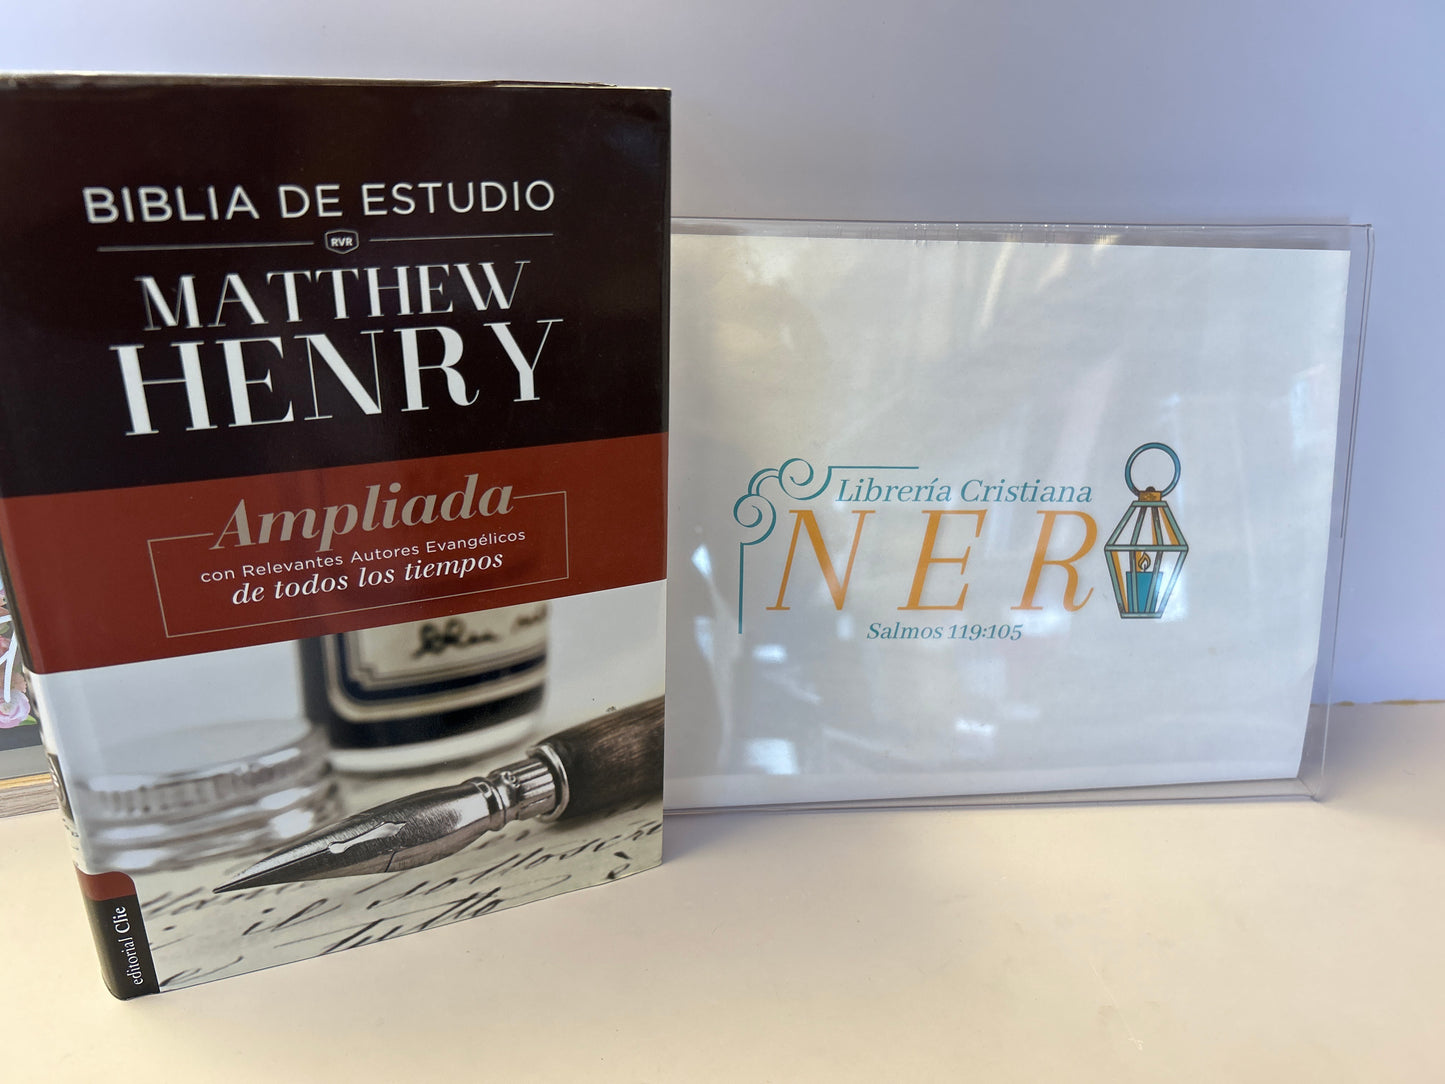 BIBLIA DE ESTUDIO
RVR
MATTHEW
HENRY
Ampliada
con Relevantes Autores Evangélicos
de todos los tiempos
editorial Clie
Librería Cristiana
NER
Salmos 119:105